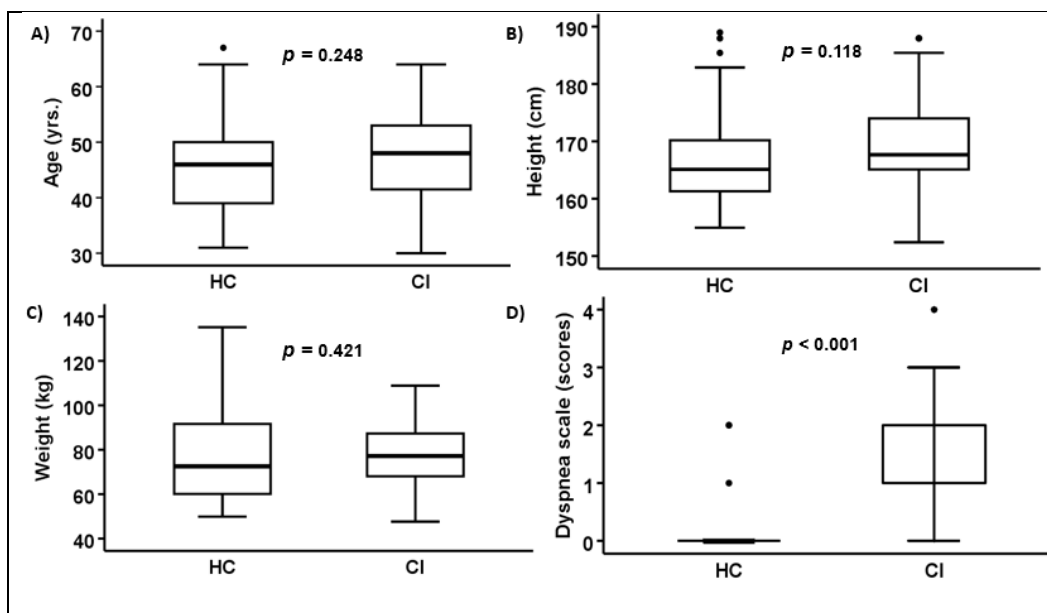 A)
Age (yrs.)
70
60
50
40
30
p = 0.248
HC CI
B)
Height (cm)
190
180
170
160
150
p = 0.118
HC CI
C)
Weight (kg)
140
120
100
80
60
40
p = 0.421
HC CI
D)
Dyspnea scale (scores)
4
3
2
1
0
p < 0.001
HC CI